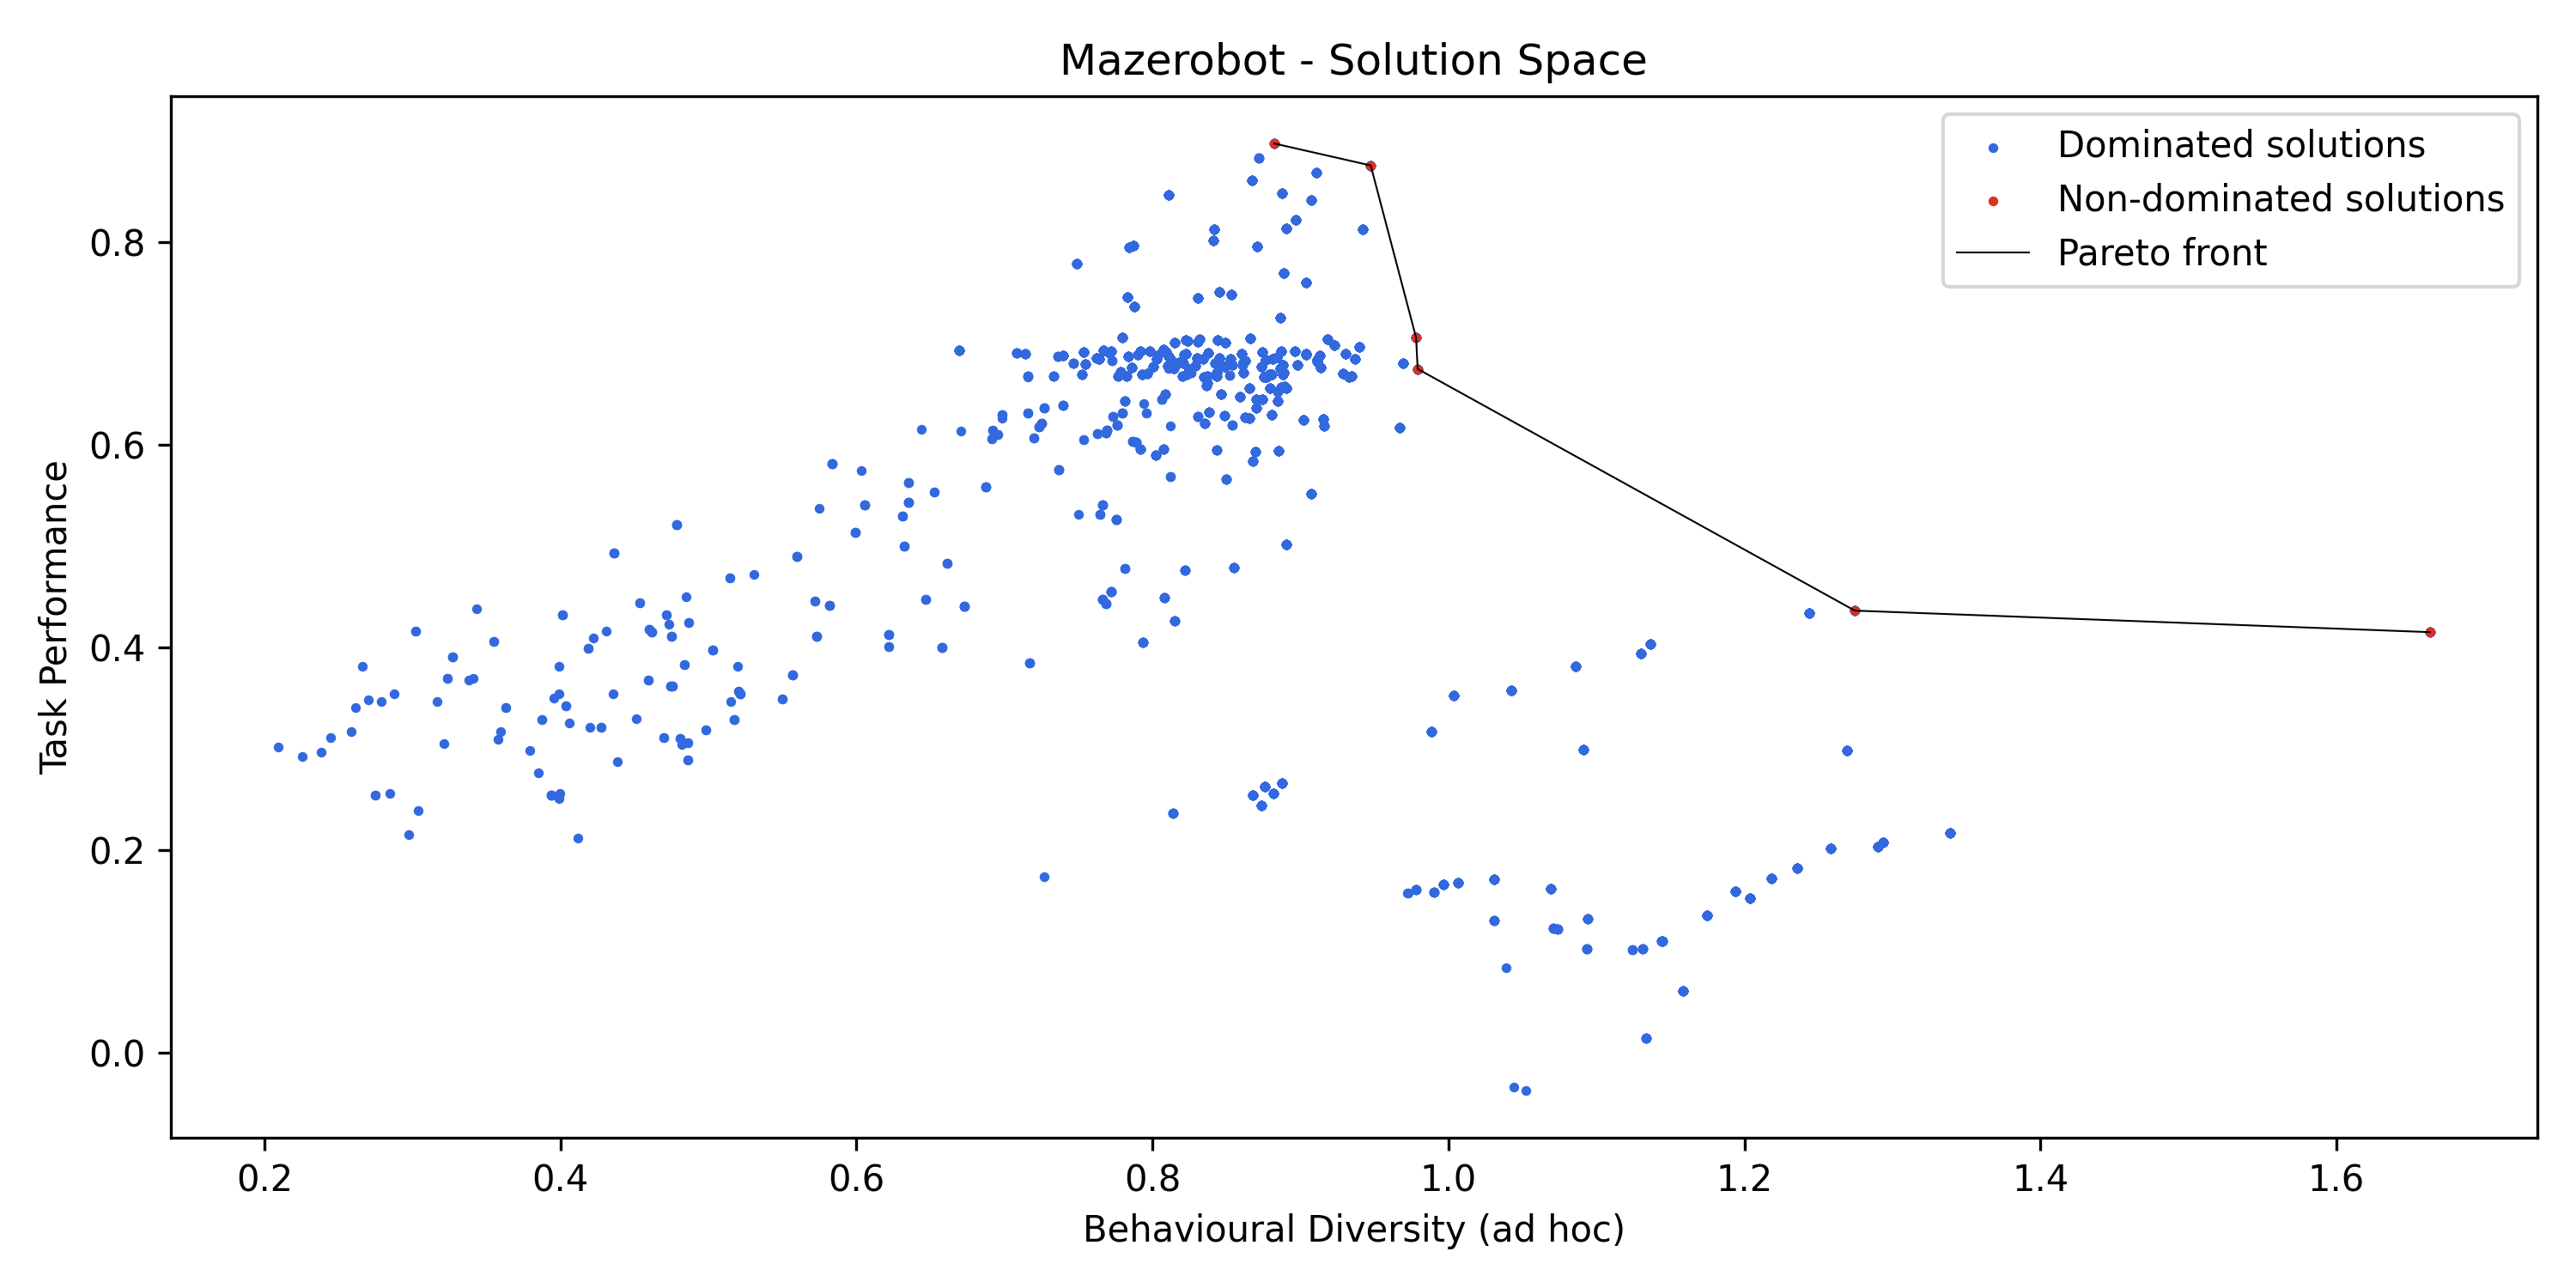 Mazerobot - Solution Space
Dominated solutions
Non-dominated solutions
Pareto front
Task Performance
0.8
0.6
0.4
0.2
0.0
0.2 0.4 0.6 0.8 1.0 1.2 1.4 1.6
Behavioural Diversity (ad hoc)